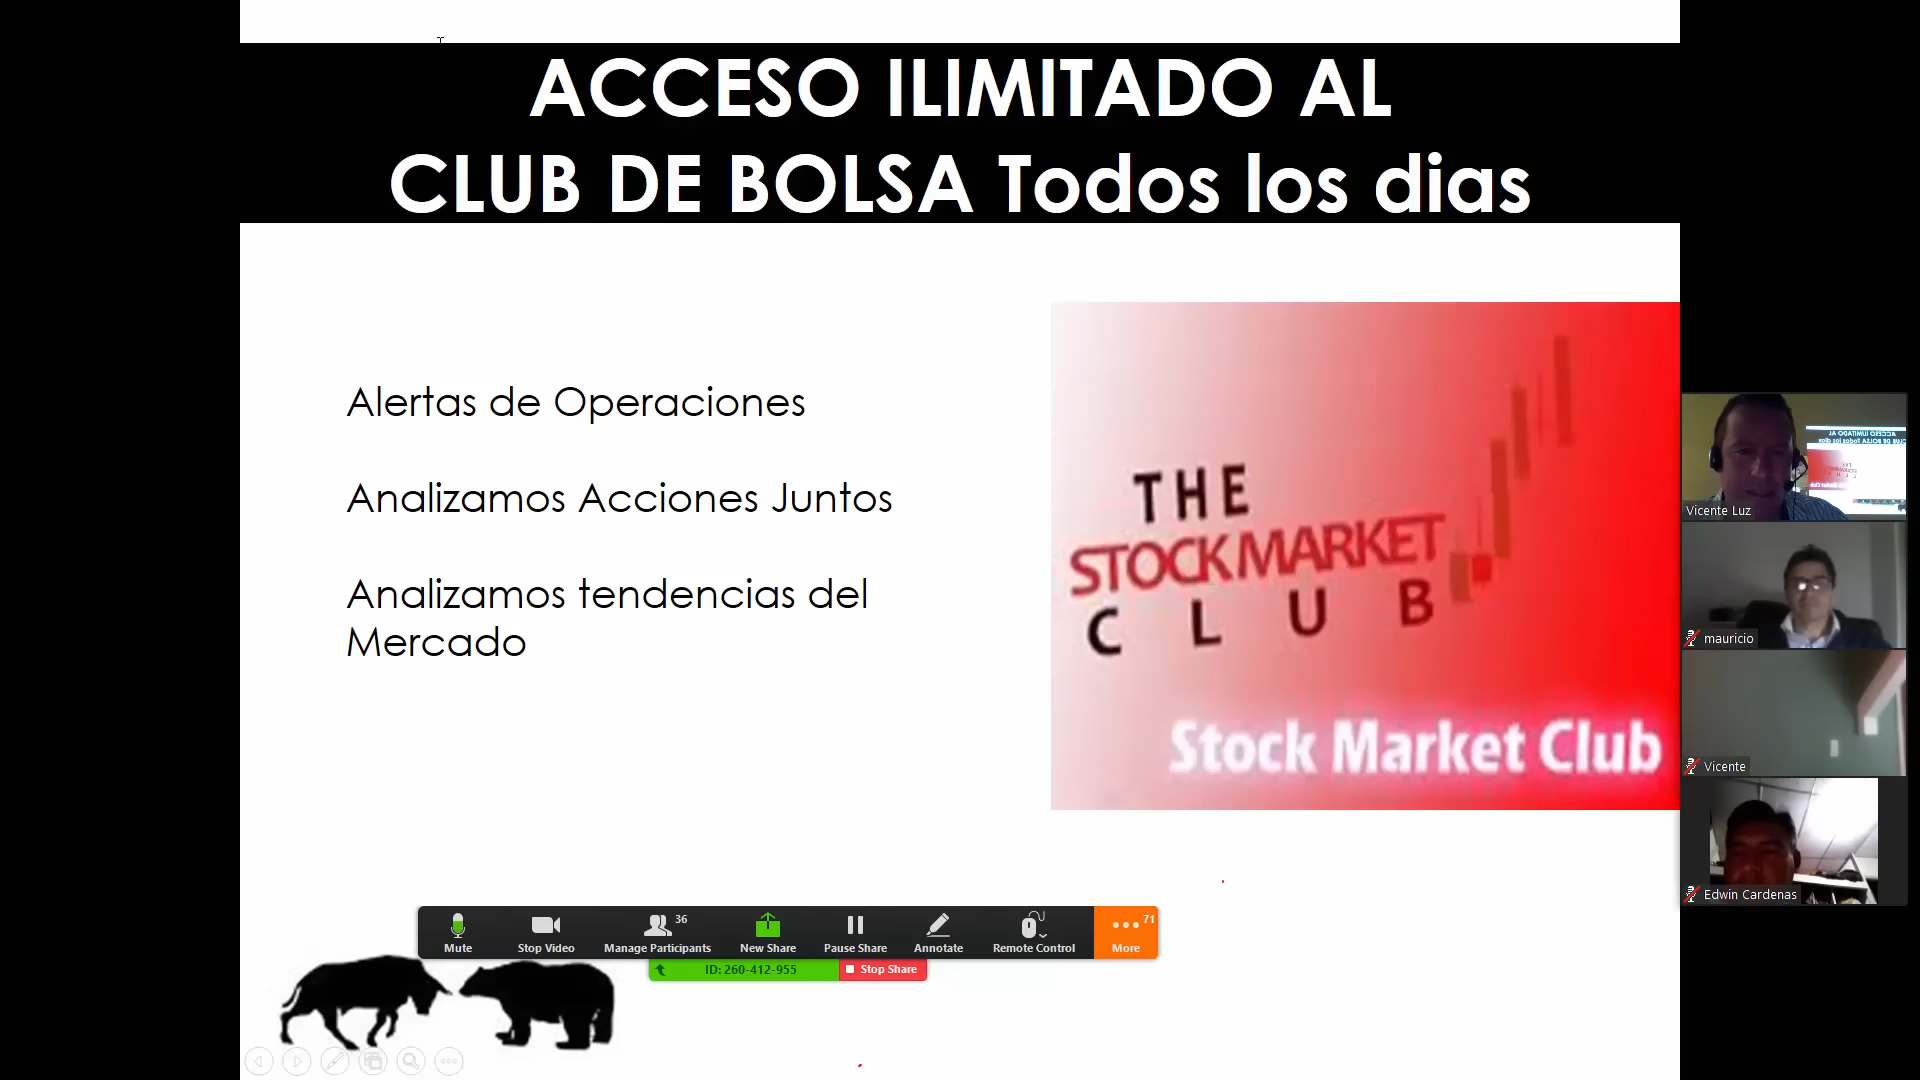 ACCESO ILIMITADO AL
CLUB DE BOLSA Todos los dias
Alertas de Operaciones
Analizamos Acciones Juntos
Analizamos tendencias del
Mercado
THE
STOCKMARKET
CLUB
Stock Market Club
Vicente Luz
mauricio
Vicente
Edwin Cardenas
36
71
Mute
Stop Video
Manage Participants
New Share
Pause Share
Annotate
Remote Control
More
ID: 260-412-955
Stop Share